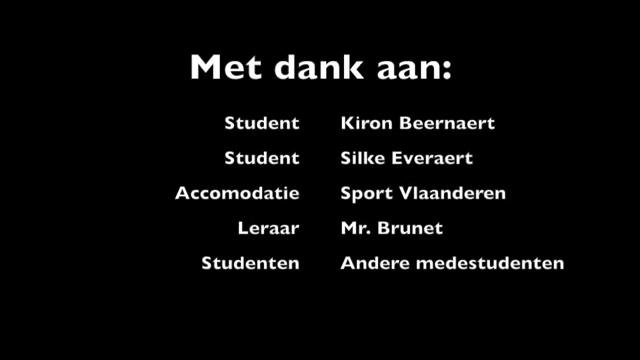 Met dank aan:
Student Kiron Beernaert
Student Silke Everaert
Accomodatie Sport Vlaanderen
Leraar Mr. Brunet
Studenten Andere medestudenten